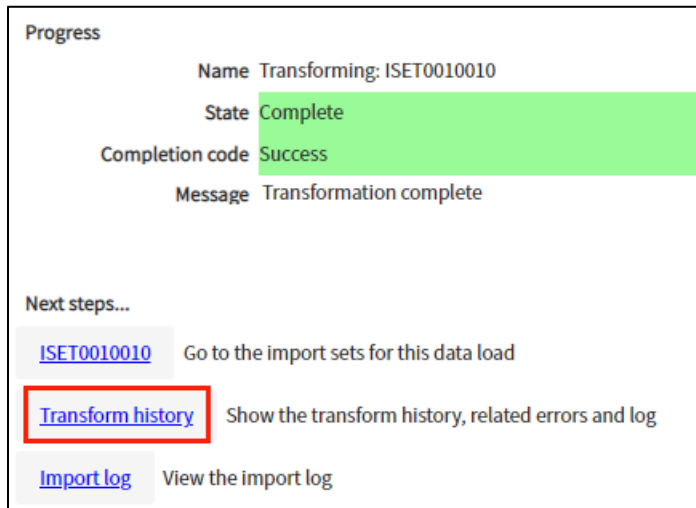 Progress
Name Transforming: ISET0010010
State Complete
Completion code Success
Message Transformation complete
Next steps...
ISET0010010 Go to the import sets for this data load
Transform history Show the transform history, related errors and log
Import log View the import log